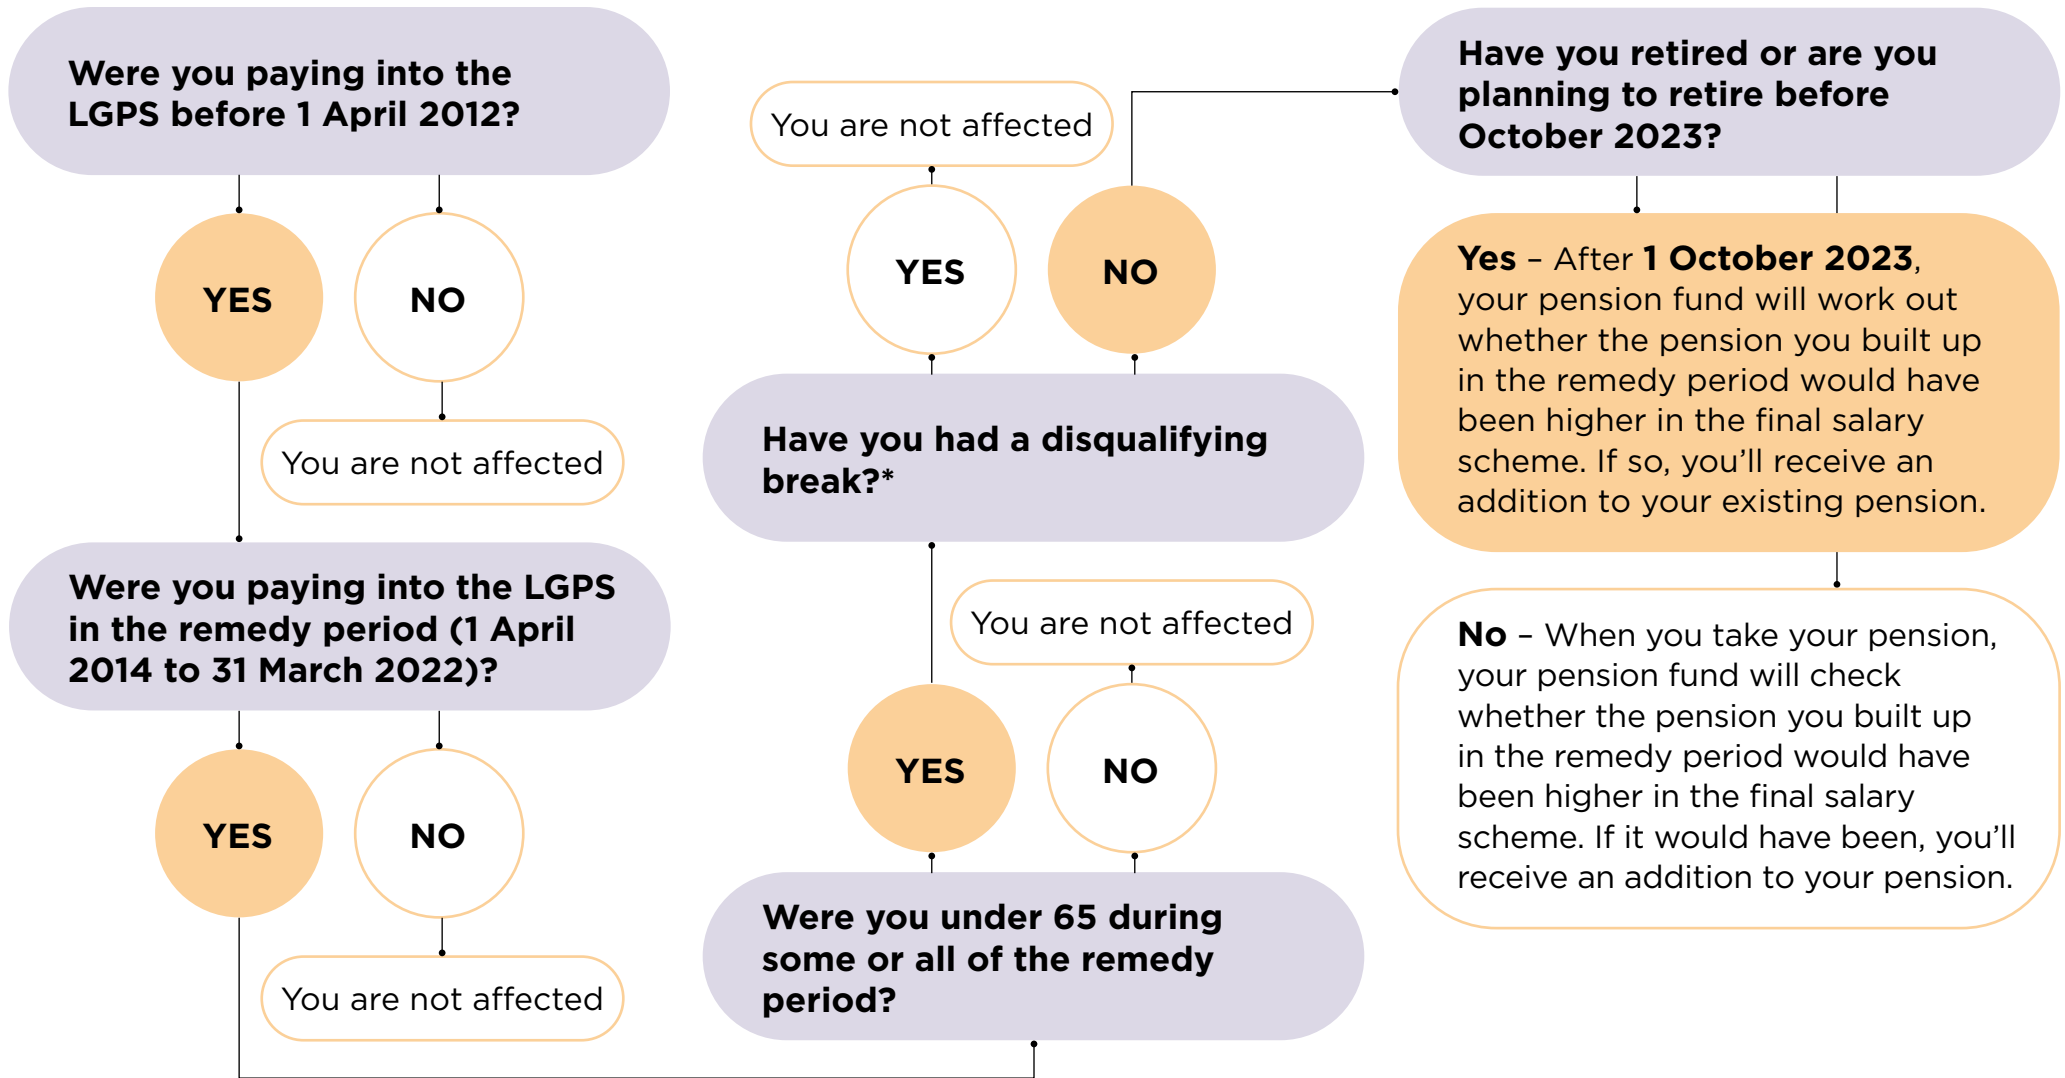 Were you paying into the
LGPS before 1 April 2012?
YES
NO
You are not affected
Were you paying into the LGPS
in the remedy period (1 April
2014 to 31 March 2022)?
YES
NO
You are not affected
Were you under 65 during
some or all of the remedy
period?
YES
NO
You are not affected
Have you had a disqualifying
break?*
YES
NO
You are not affected
Have you retired or are you
planning to retire before
October 2023?
Yes – After 1 October 2023,
your pension fund will work out
whether the pension you built up
in the remedy period would have
been higher in the final salary
scheme. If so, you’ll receive an
addition to your existing pension.
No – When you take your pension,
your pension fund will check
whether the pension you built up
in the remedy period would have
been higher in the final salary
scheme. If it would have been, you’ll
receive an addition to your pension.